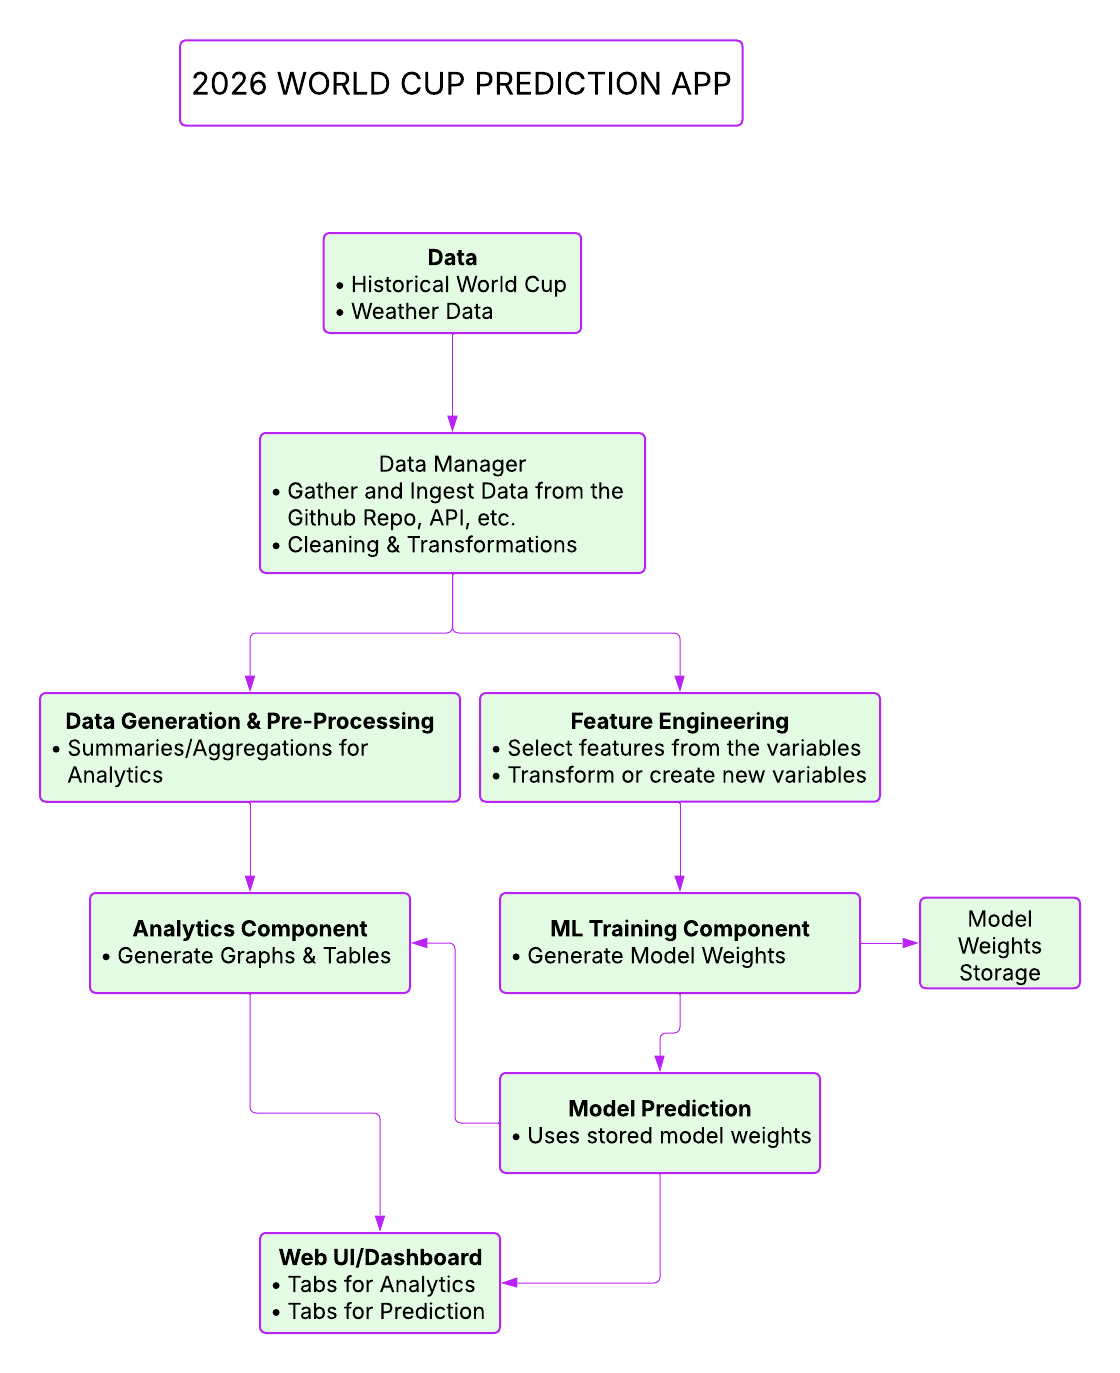 2026 WORLD CUP PREDICTION APP
Data
• Historical World Cup
• Weather Data
Data Manager
• Gather and Ingest Data from the
Github Repo, API, etc.
• Cleaning & Transformations
Data Generation & Pre-Processing
• Summaries/Aggregations for
Analytics
Feature Engineering
• Select features from the variables
• Transform or create new variables
Analytics Component
• Generate Graphs & Tables
ML Training Component
• Generate Model Weights
Model
Weights
Storage
Model Prediction
• Uses stored model weights
Web UI/Dashboard
• Tabs for Analytics
• Tabs for Prediction